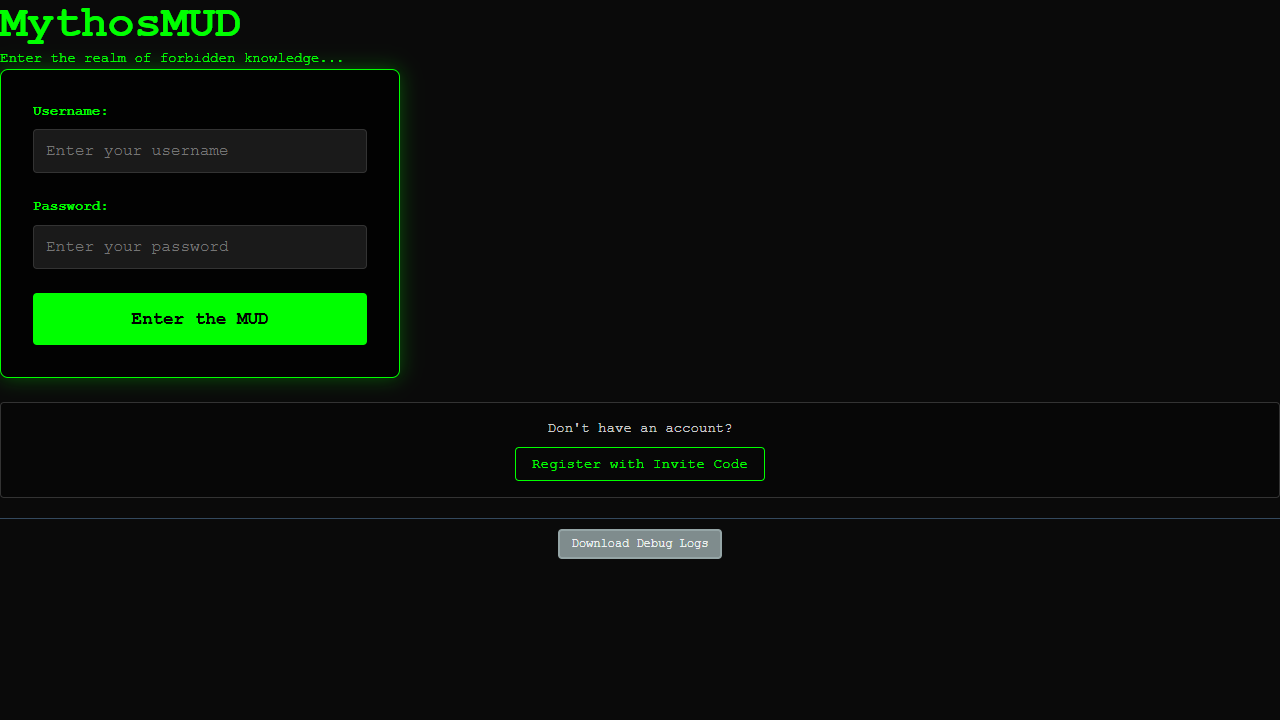 MythosMUD
Enter the realm of forbidden knowledge...
Username:
Enter your username
Password:
Enter your password
Enter the MUD
Don't have an account?
Register with Invite Code
Download Debug Logs